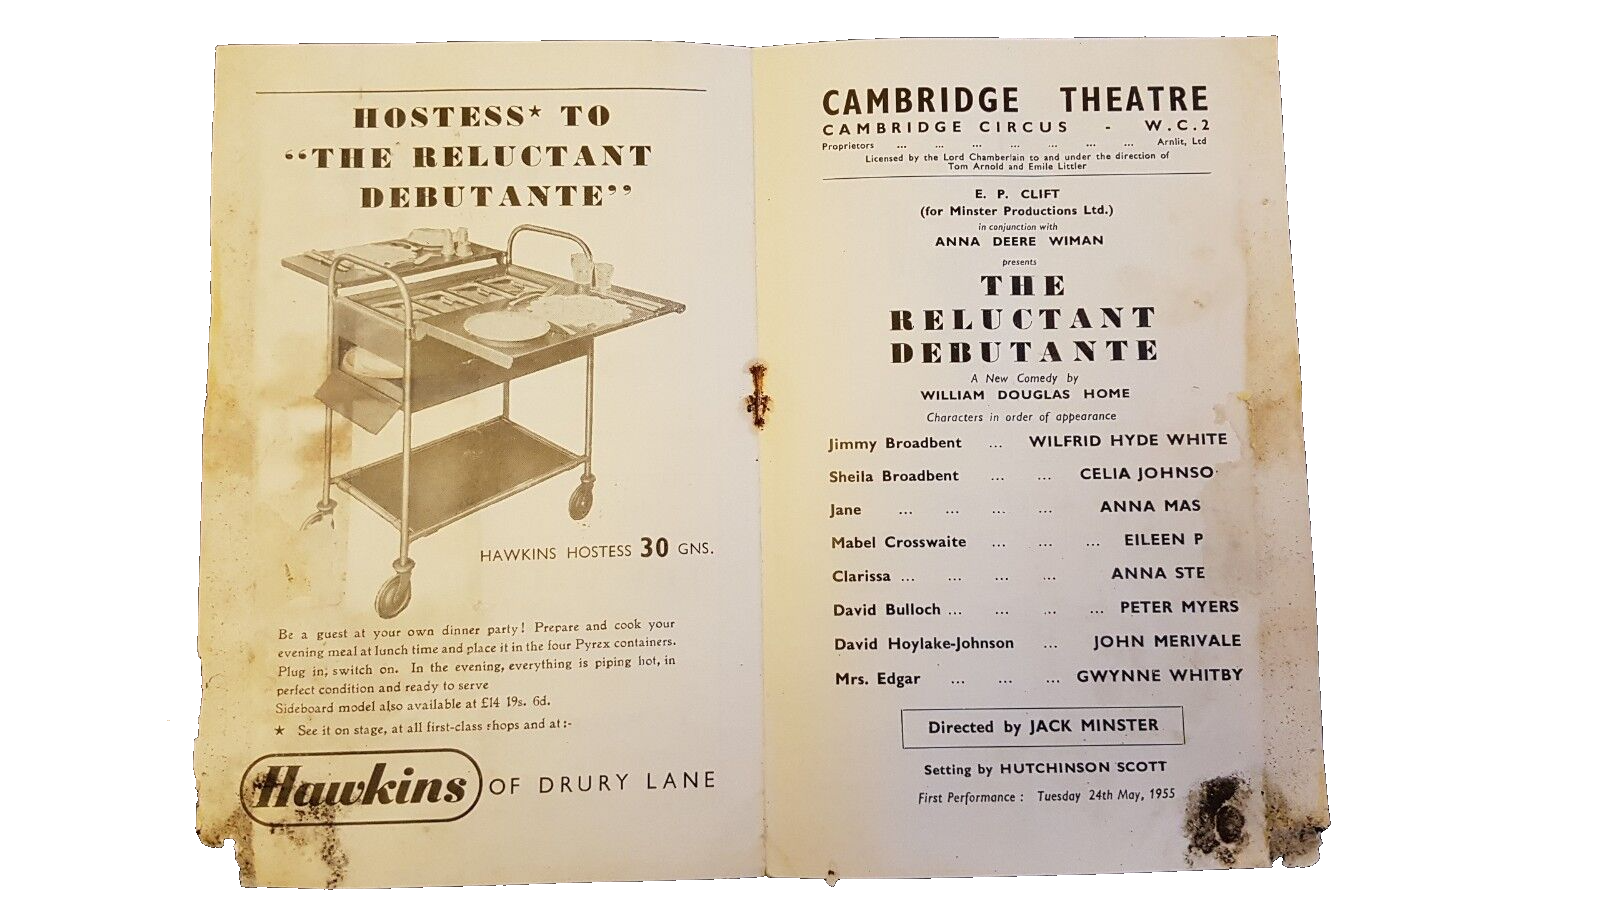 HOSTESS★ TO
“THE RELUCTANT
DEBUTANTE”
HAWKINS HOSTESS 30 GNS.
Be a guest at your own dinner party! Prepare and cook your
evening meal at lunch time and place it in the four Pyrex containers.
Plug in, switch on. In the evening, everything is piping hot, in
perfect condition and ready to serve
Sideboard model also available at £14 19s. 6d.
★ See it on stage, at all first-class shops and at :-
Hawkins OF DRURY LANE
CAMBRIDGE THEATRE
CAMBRIDGE CIRCUS - W.C.2
Proprietors ... ... ... ... ... ... ... Arnlit, Ltd
Licensed by the Lord Chamberlain to and under the direction of
Tom Arnold and Emile Littler
E. P. CLIFT
(for Minster Productions Ltd.)
in conjunction with
ANNA DEERE WIMAN
presents
THE
RELUCTANT
DEBUTANTE
A New Comedy by
WILLIAM DOUGLAS HOME
Characters in order of appearance
Jimmy Broadbent ... WILFRID HYDE WHITE
Sheila Broadbent ... ... CELIA JOHNSO
Jane ... ... ... ... ANNA MAS
Mabel Crosswaite ... ... ... EILEEN P
Clarissa ... ... ... ... ANNA STE
David Bulloch ... ... ... ... PETER MYERS
David Hoylake-Johnson ... JOHN MERIVALE
Mrs. Edgar ... ... ... GWYNNE WHITBY
Directed by JACK MINSTER
Setting by HUTCHINSON SCOTT
First Performance : Tuesday 24th May, 1955